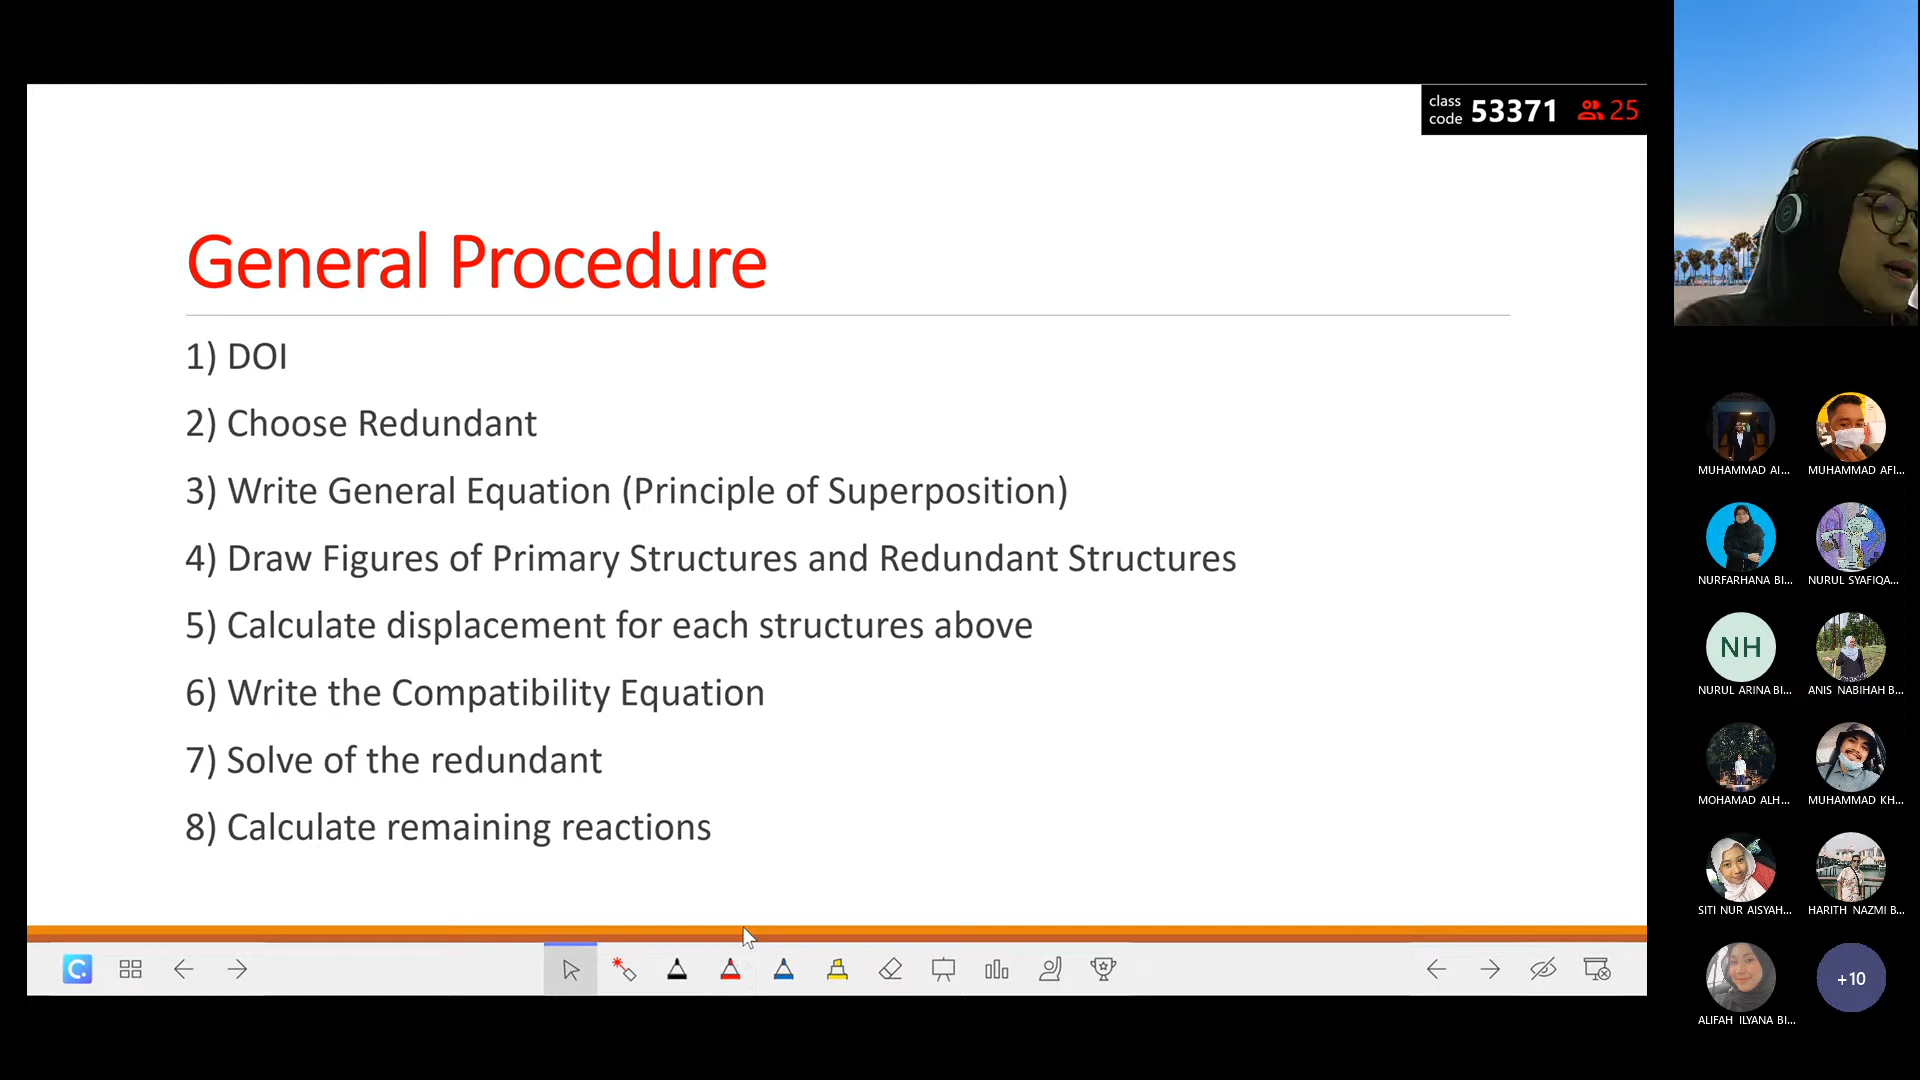 class
code 53371 25
General Procedure
1) DOI
2) Choose Redundant
3) Write General Equation (Principle of Superposition)
4) Draw Figures of Primary Structures and Redundant Structures
5) Calculate displacement for each structures above
6) Write the Compatibility Equation
7) Solve of the redundant
8) Calculate remaining reactions
MUHAMMAD AI...
MUHAMMAD AFI...
NURFARHANA BI...
NURUL SYAFIQA...
NH
NURUL ARINA BI...
ANIS NABIHAH B...
MOHAMAD ALH...
MUHAMMAD KH...
SITI NUR AISYAH...
HARITH NAZMI B...
ALIFAH ILYANA BI...
+10